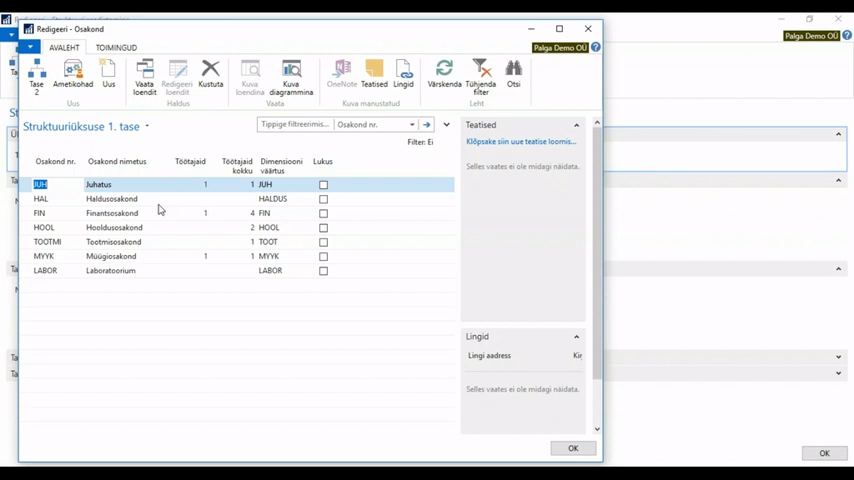 Redigeeri - Osakond
AVALEHT TOIMINGUD
Palga Demo OÜ
Palga Demo OÜ
Tase 2
Ametikohad
Uus
Vaata loendit
Redigeeri loendit
Kustuta
Kuva loendina
Kuva diagrammina
OneNote
Teatised
Lingid
Värskenda
Tühjenda filter
Otsi
Uus
Haldus
Vaata
Kuva manustatud
Leht
Struktuuriüksuse 1. tase
Tippige filtreerimis... Osakond nr.
Filter: Ei
Osakond nr. Osakond nimetus Töötajaid Töötajaid kokku Dimensiooni väärtus Lukus
JUH Juhatus 1 1 JUH
HAL Haldusosakond HALDUS
FIN Finantsosakond 1 4 FIN
HOOL Hooldusosakond 2 HOOL
TOOTMI Tootmisosakond 1 TOOT
MYYK Müügiosakond 1 1 MYYK
LABOR Laboratoorium LABOR
Teatised
Klõpsake siin uue teatise loomis...
Selles vaates ei ole midagi näidata.
Lingid
Lingi aadress
Selles vaates ei ole midagi näidata.
OK
OK